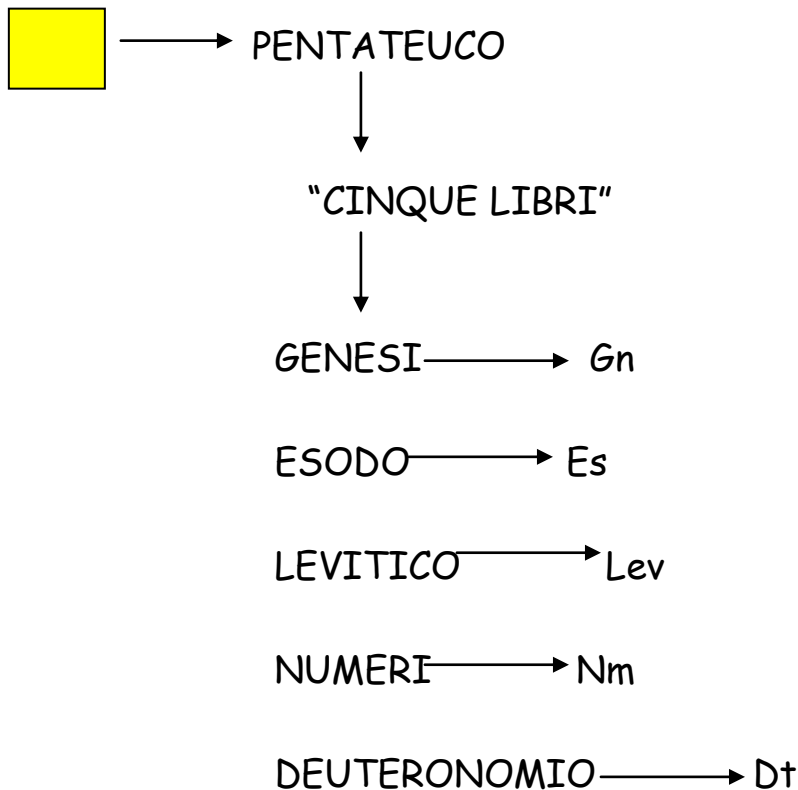 PENTATEUCO
“CINQUE LIBRI”
GENESI Gn
ESODO Es
LEVITICO Lev
NUMERI Nm
DEUTERONOMIO Dt